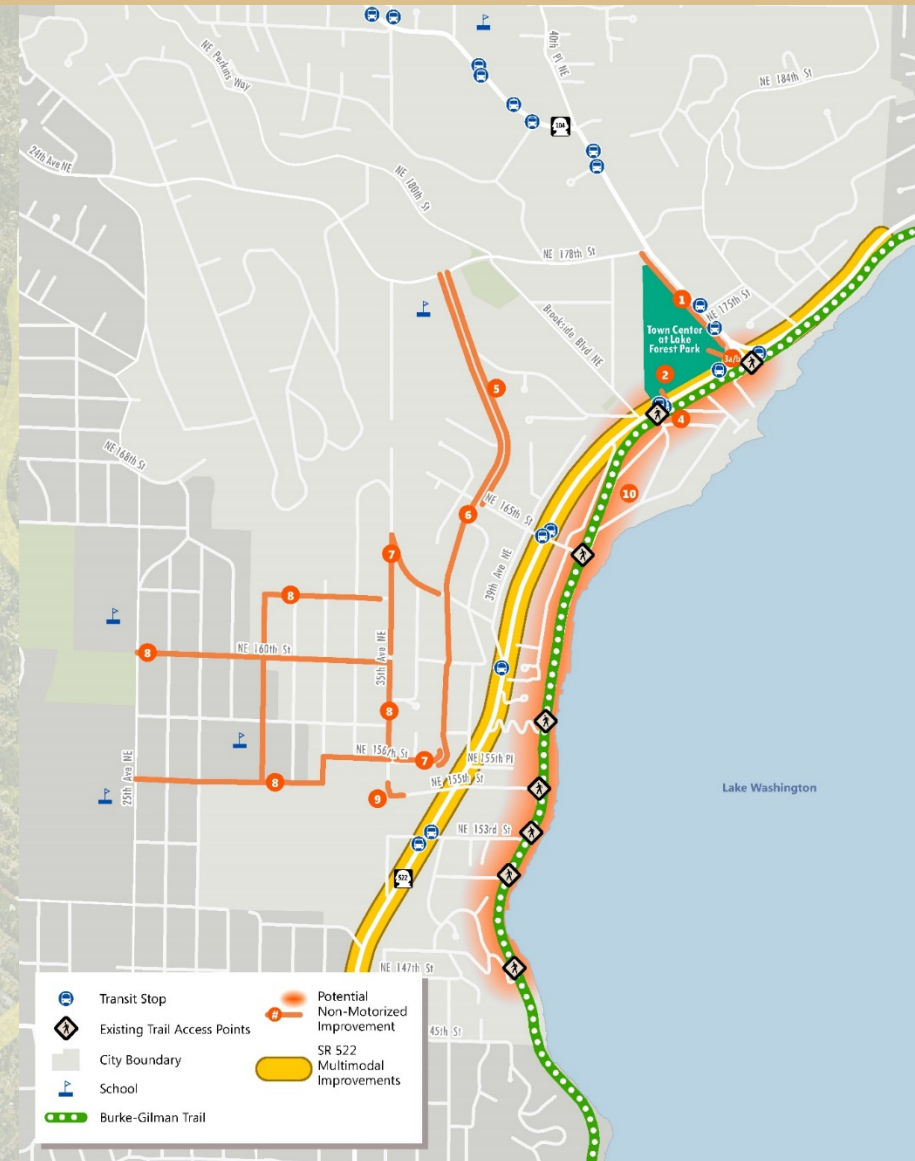 40th Pl NE
NE Perkins Way
NE 184th St
104
24th Ave NE
NE 180th St
NE 178th St
1
NE 175th St
Town Center
at Lake
Forest Park
Brookside Blvd NE
3a/b
2
5
4
NE 168th St
10
6
NE 165th St
7
39th Ave NE
8
8
NE 160th St
35th Ave NE
8
NE 156th St
7
NE 155th Pl
8
NE 155th St
25th Ave NE
9
Lake Washington
NE 153rd St
522
NE 147th St
45th St
Transit Stop
Existing Trail Access Points
City Boundary
School
Burke-Gilman Trail
#
Potential
Non-Motorized
Improvement
SR 522
Multimodal
Improvements